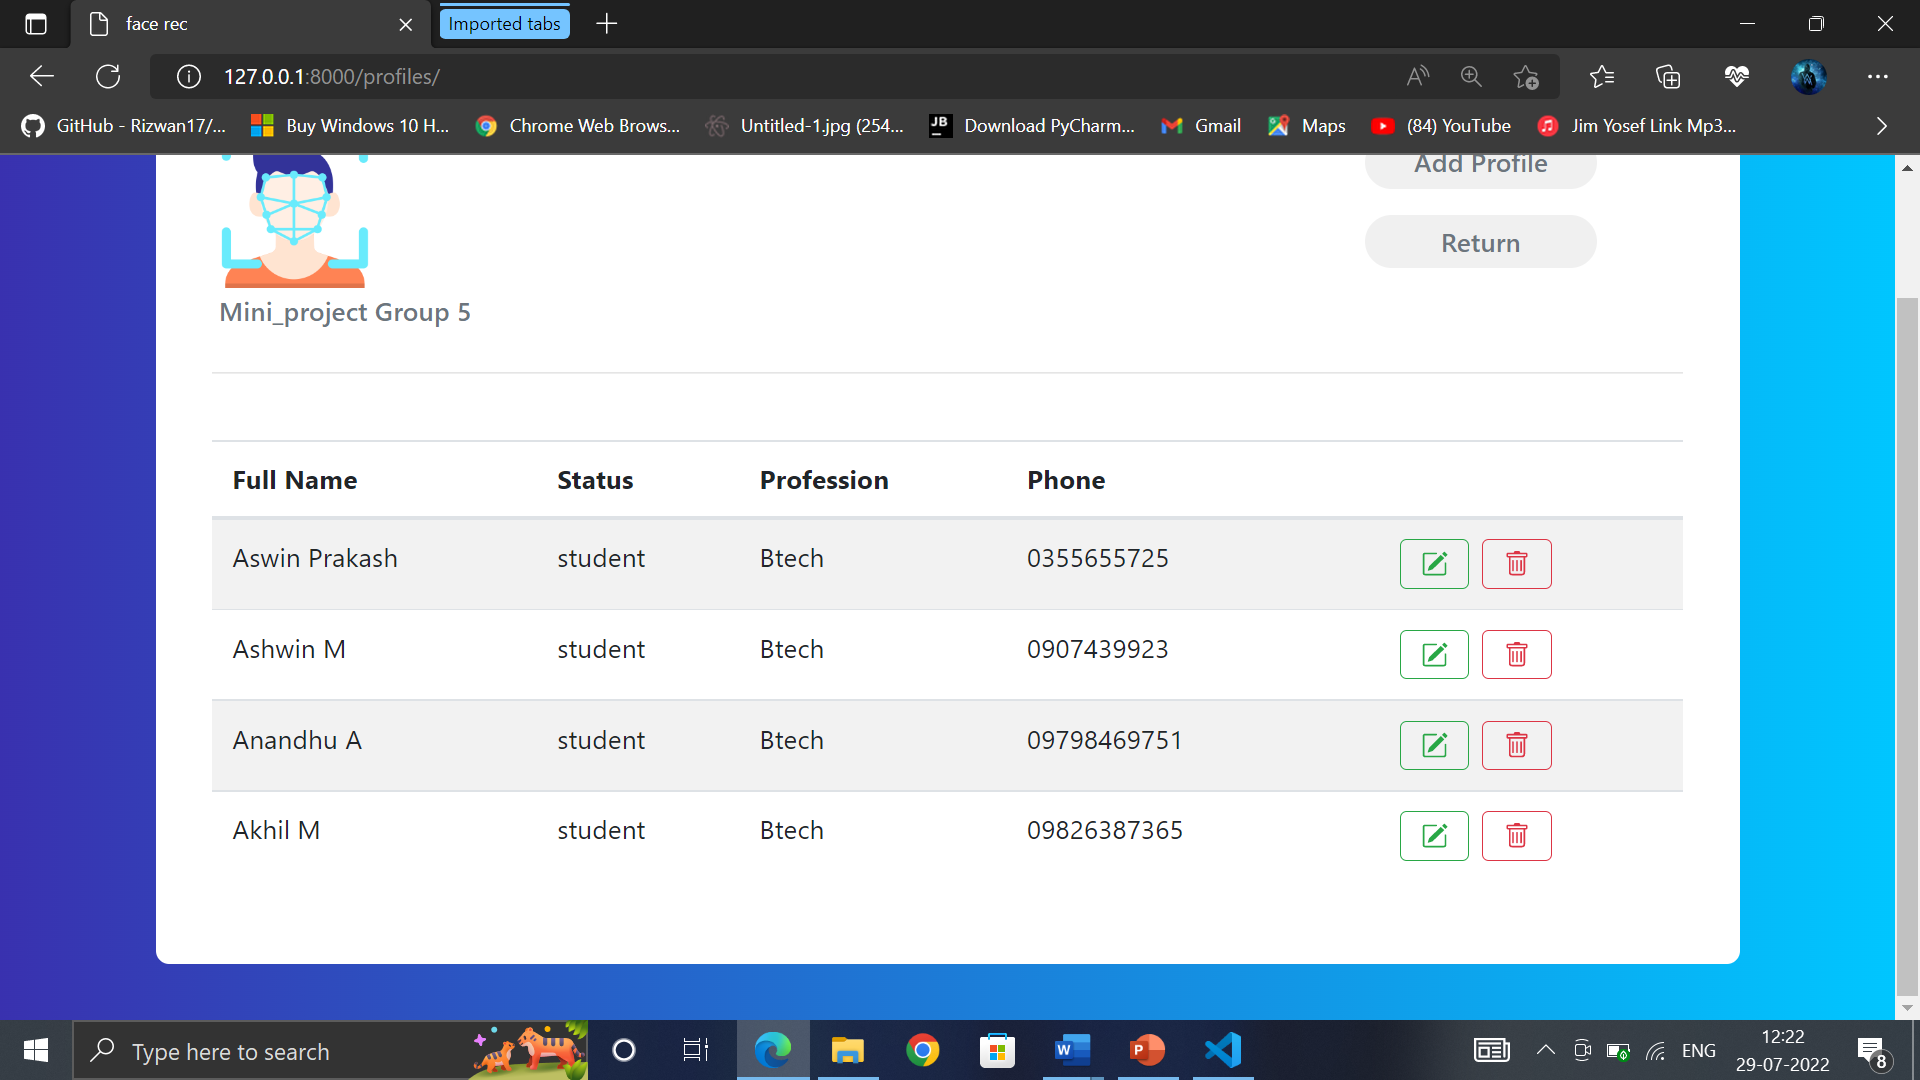 face rec
Imported tabs
127.0.0.1:8000/profiles/
GitHub - Rizwan17/...
Buy Windows 10 H...
Chrome Web Brows...
Untitled-1.jpg (254...
JB Download PyCharm...
Gmail
Maps
(84) YouTube
Jim Yosef Link Mp3...
Add Profile
Return
Mini_project Group 5
Full Name Status Profession Phone
Aswin Prakash student Btech 0355655725
Ashwin M student Btech 0907439923
Anandhu A student Btech 09798469751
Akhil M student Btech 09826387365
Type here to search
W
P
ENG
12:22
29-07-2022
8